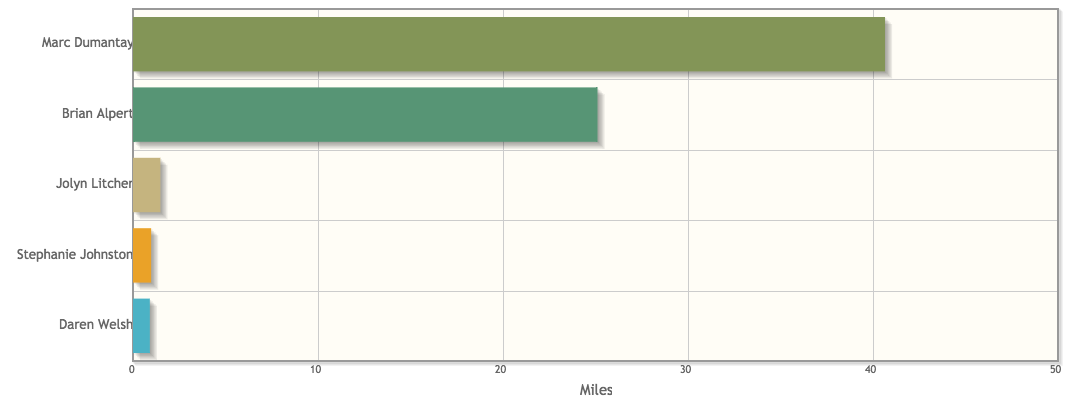 Marc Dumantay
Brian Alpert
Jolyn Litcher
Stephanie Johnston
Daren Welsh
0 10 20 30 40 50
Miles